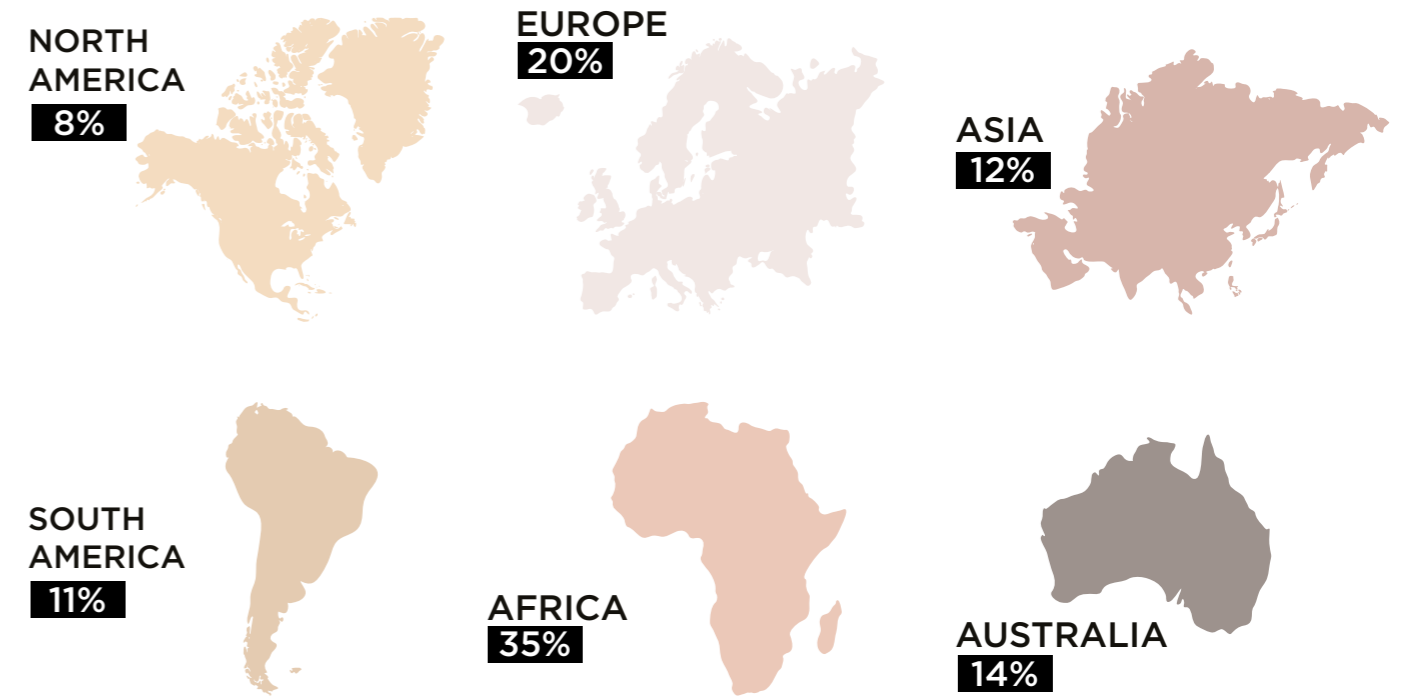 NORTH
AMERICA
8%
EUROPE
20%
ASIA
12%
SOUTH
AMERICA
11%
AFRICA
35%
AUSTRALIA
14%